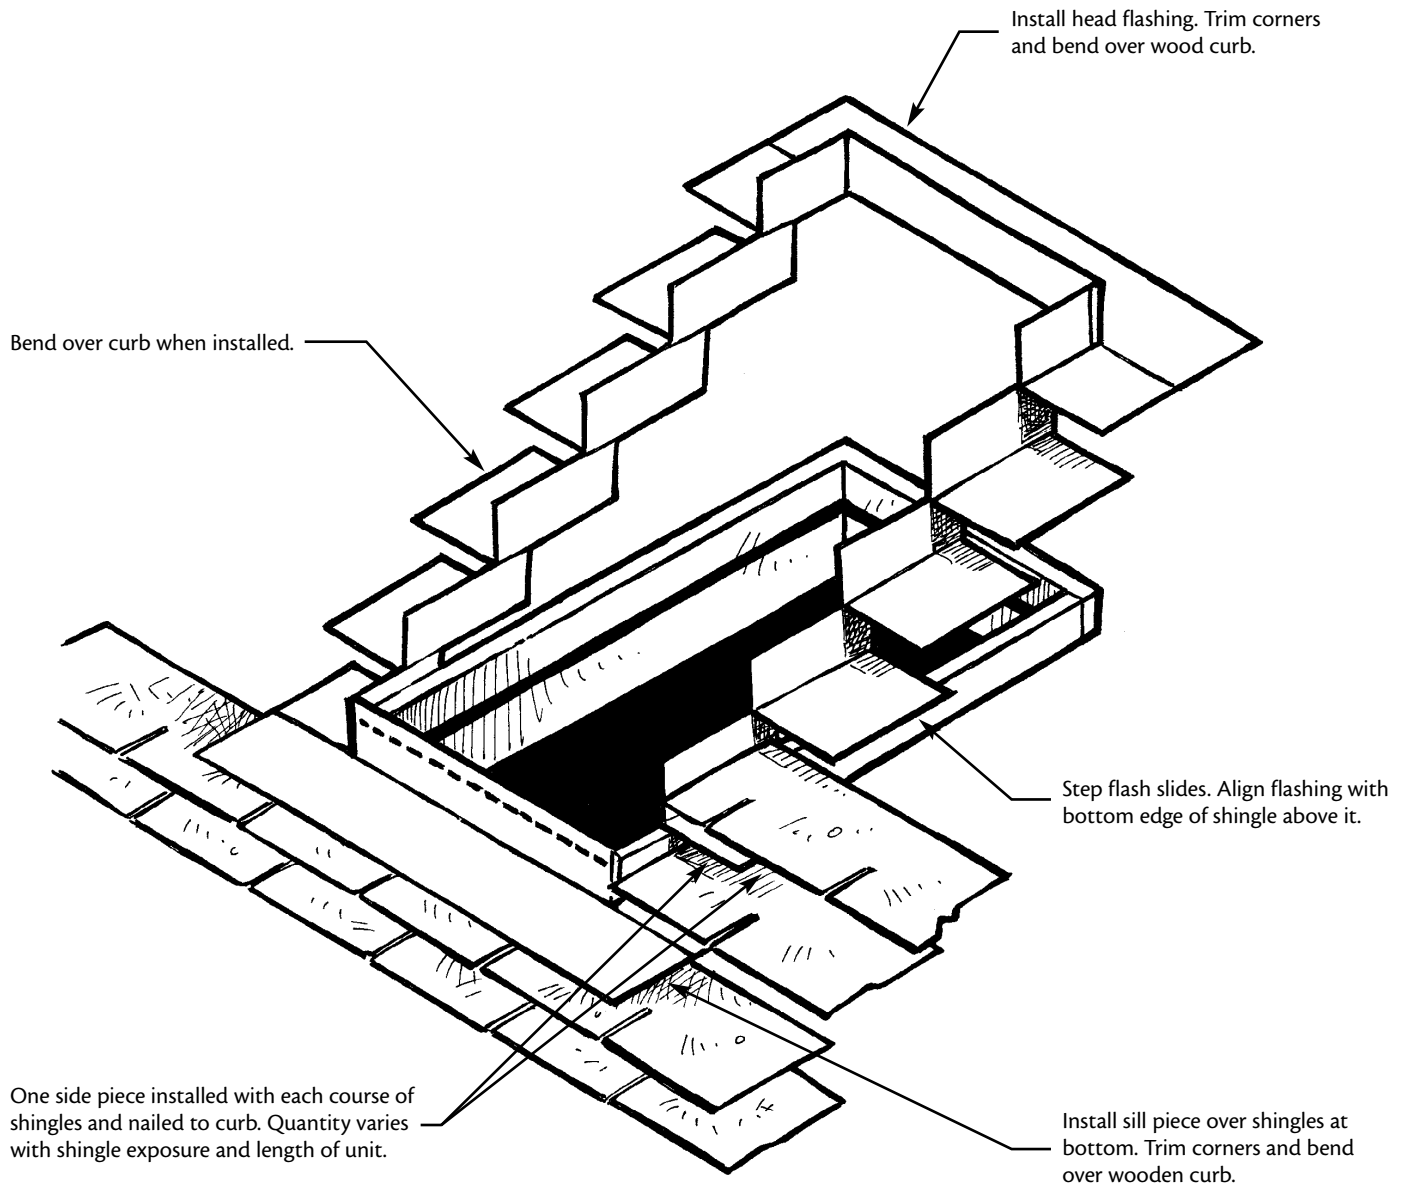 Install head flashing. Trim corners
and bend over wood curb.
Bend over curb when installed.
Step flash slides. Align flashing with
bottom edge of shingle above it.
One side piece installed with each course of
shingles and nailed to curb. Quantity varies
with shingle exposure and length of unit.
Install sill piece over shingles at
bottom. Trim corners and bend
over wooden curb.